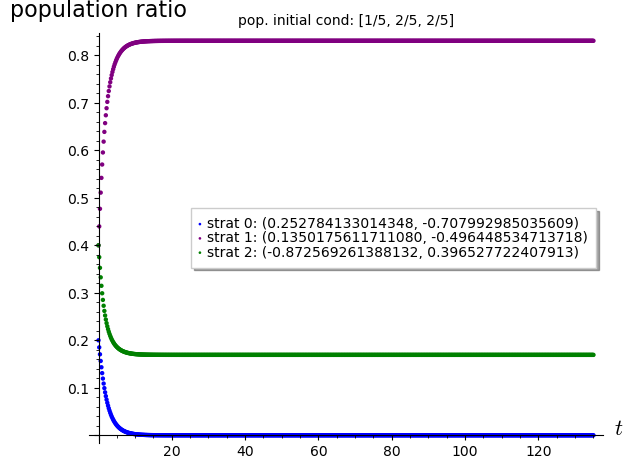 population ratio
pop. initial cond: [1/5, 2/5, 2/5]
0.8
0.7
0.6
0.5
0.4
0.3
0.2
0.1
strat 0: (0.252784133014348, -0.707992985035609)
strat 1: (0.1350175611711080, -0.496448534713718)
strat 2: (-0.872569261388132, 0.396527722407913)
20
40
60
80
100
120
t